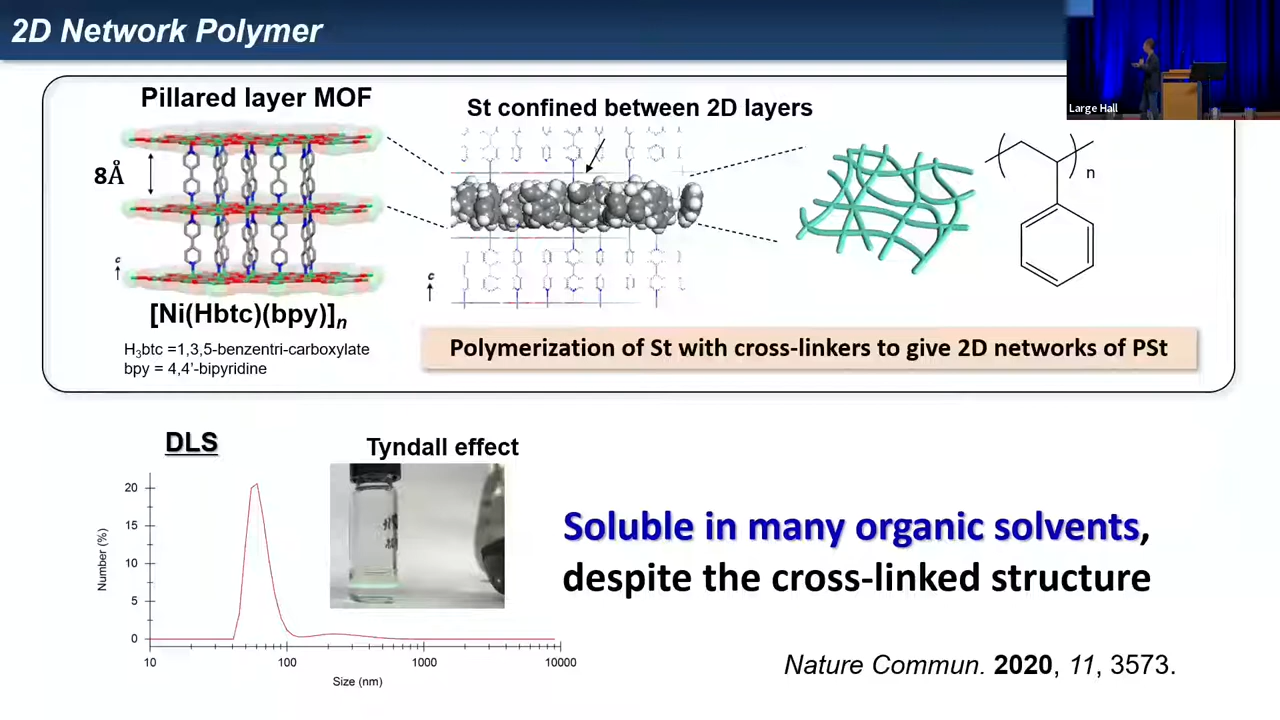 2D Network Polymer
Large Hall
Pillared layer MOF
St confined between 2D layers
8Å
c
c
n
[Ni(Hbtc)(bpy)]n
H3btc =1,3,5-benzentri-carboxylate
bpy = 4,4’-bipyridine
Polymerization of St with cross-linkers to give 2D networks of PSt
DLS
Tyndall effect
20
15
10
5
0
Number (%)
10
100
1000
10000
Size (nm)
Soluble in many organic solvents,
despite the cross-linked structure
Nature Commun. 2020, 11, 3573.